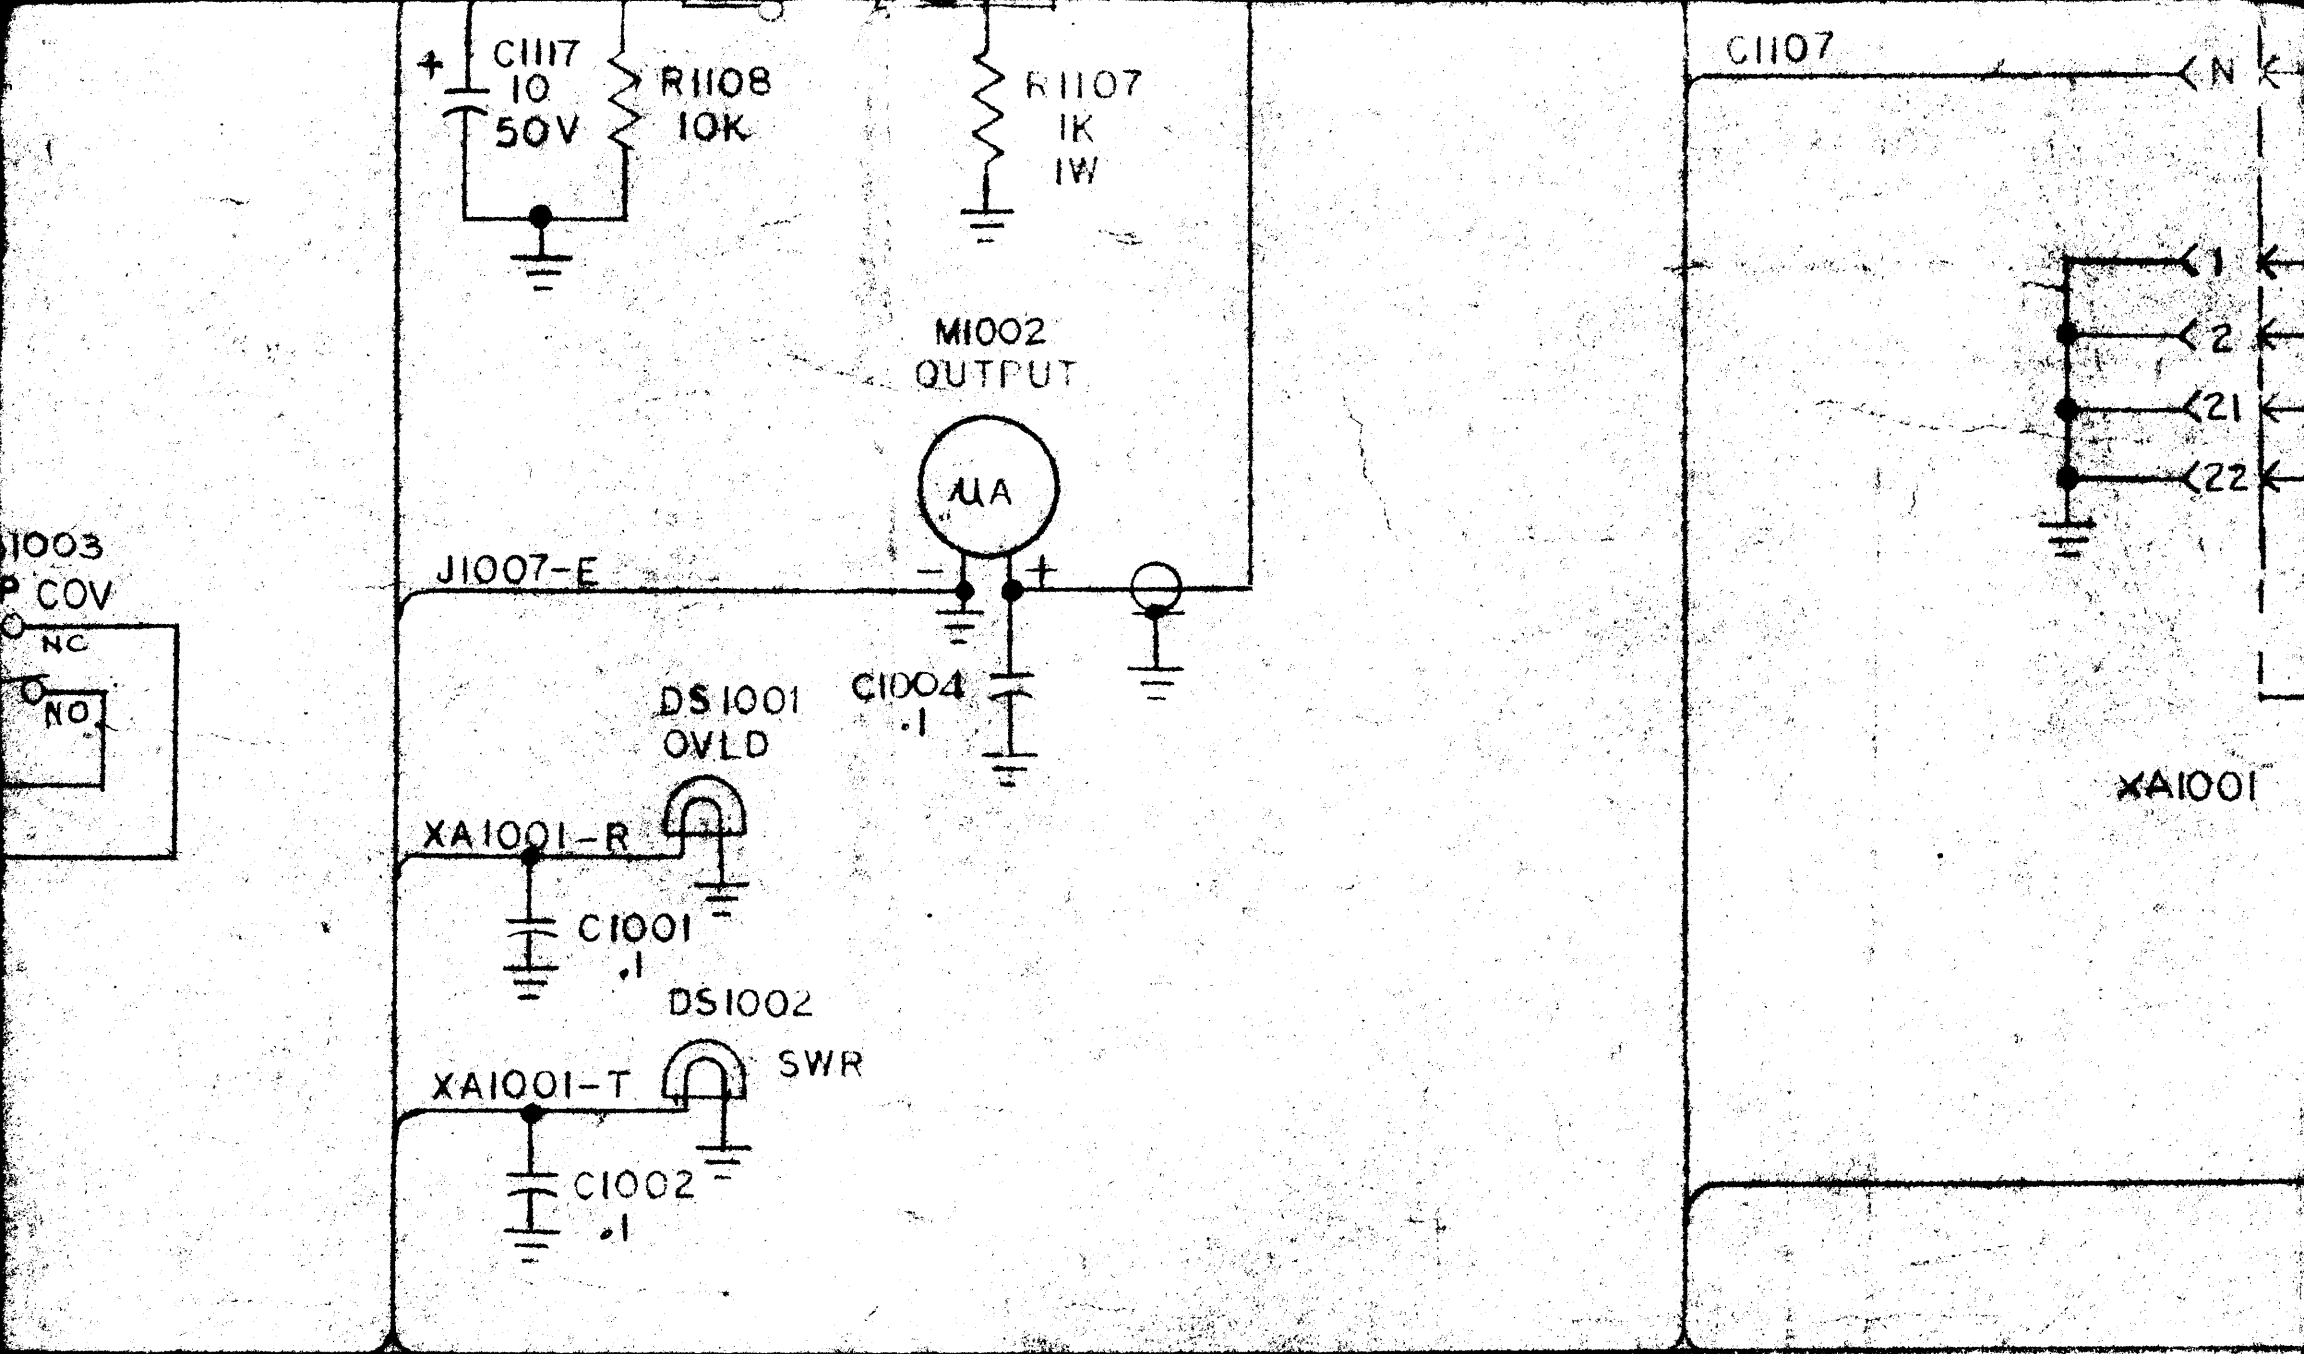 +
C1117
10
50V
R1108
10K
R1107
1K
1W
C1107
N
1
2
21
22
M1002
OUTPUT
μA
J1007-E
-
+
1003
P COV
NC
NO
C1004
.1
DS1001
OVLD
XA1001-R
C1001
.1
DS1002
SWR
XA1001-T
C1002
.1
XA1001